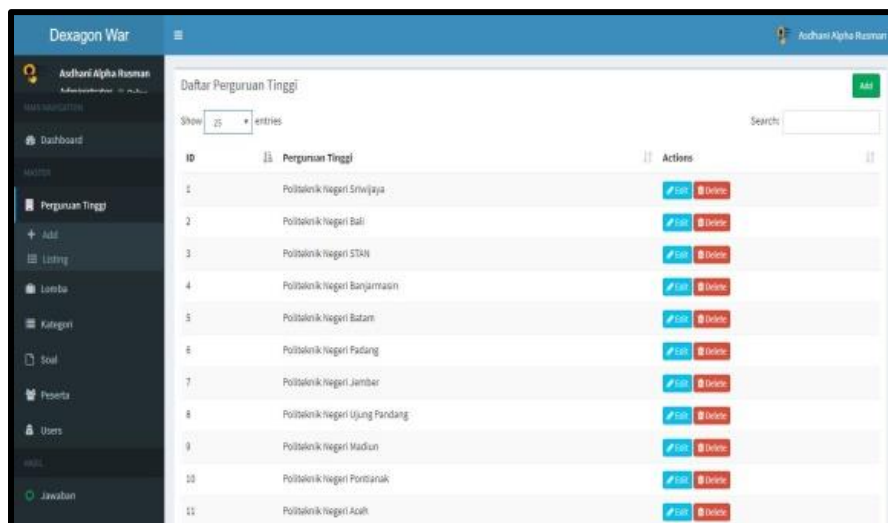 Dexagon War
Asdhani Alpha Rusman
Asdhani Alpha Rusman
Administrator
MAIN NAVIGATION
Dashboard
MASTER
Perguruan Tinggi
Add
Listing
Lomba
Kategori
Soal
Peserta
Users
HASIL
Jawaban
Daftar Perguruan Tinggi
Add
Show 25 entries
Search:
ID Perguruan Tinggi Actions
1 Politeknik Negeri Sriwijaya Edit Delete
2 Politeknik Negeri Bali Edit Delete
3 Politeknik Negeri STAN Edit Delete
4 Politeknik Negeri Banjarmasin Edit Delete
5 Politeknik Negeri Batam Edit Delete
6 Politeknik Negeri Padang Edit Delete
7 Politeknik Negeri Jember Edit Delete
8 Politeknik Negeri Ujung Pandang Edit Delete
9 Politeknik Negeri Madiun Edit Delete
10 Politeknik Negeri Pontianak Edit Delete
11 Politeknik Negeri Aceh Edit Delete